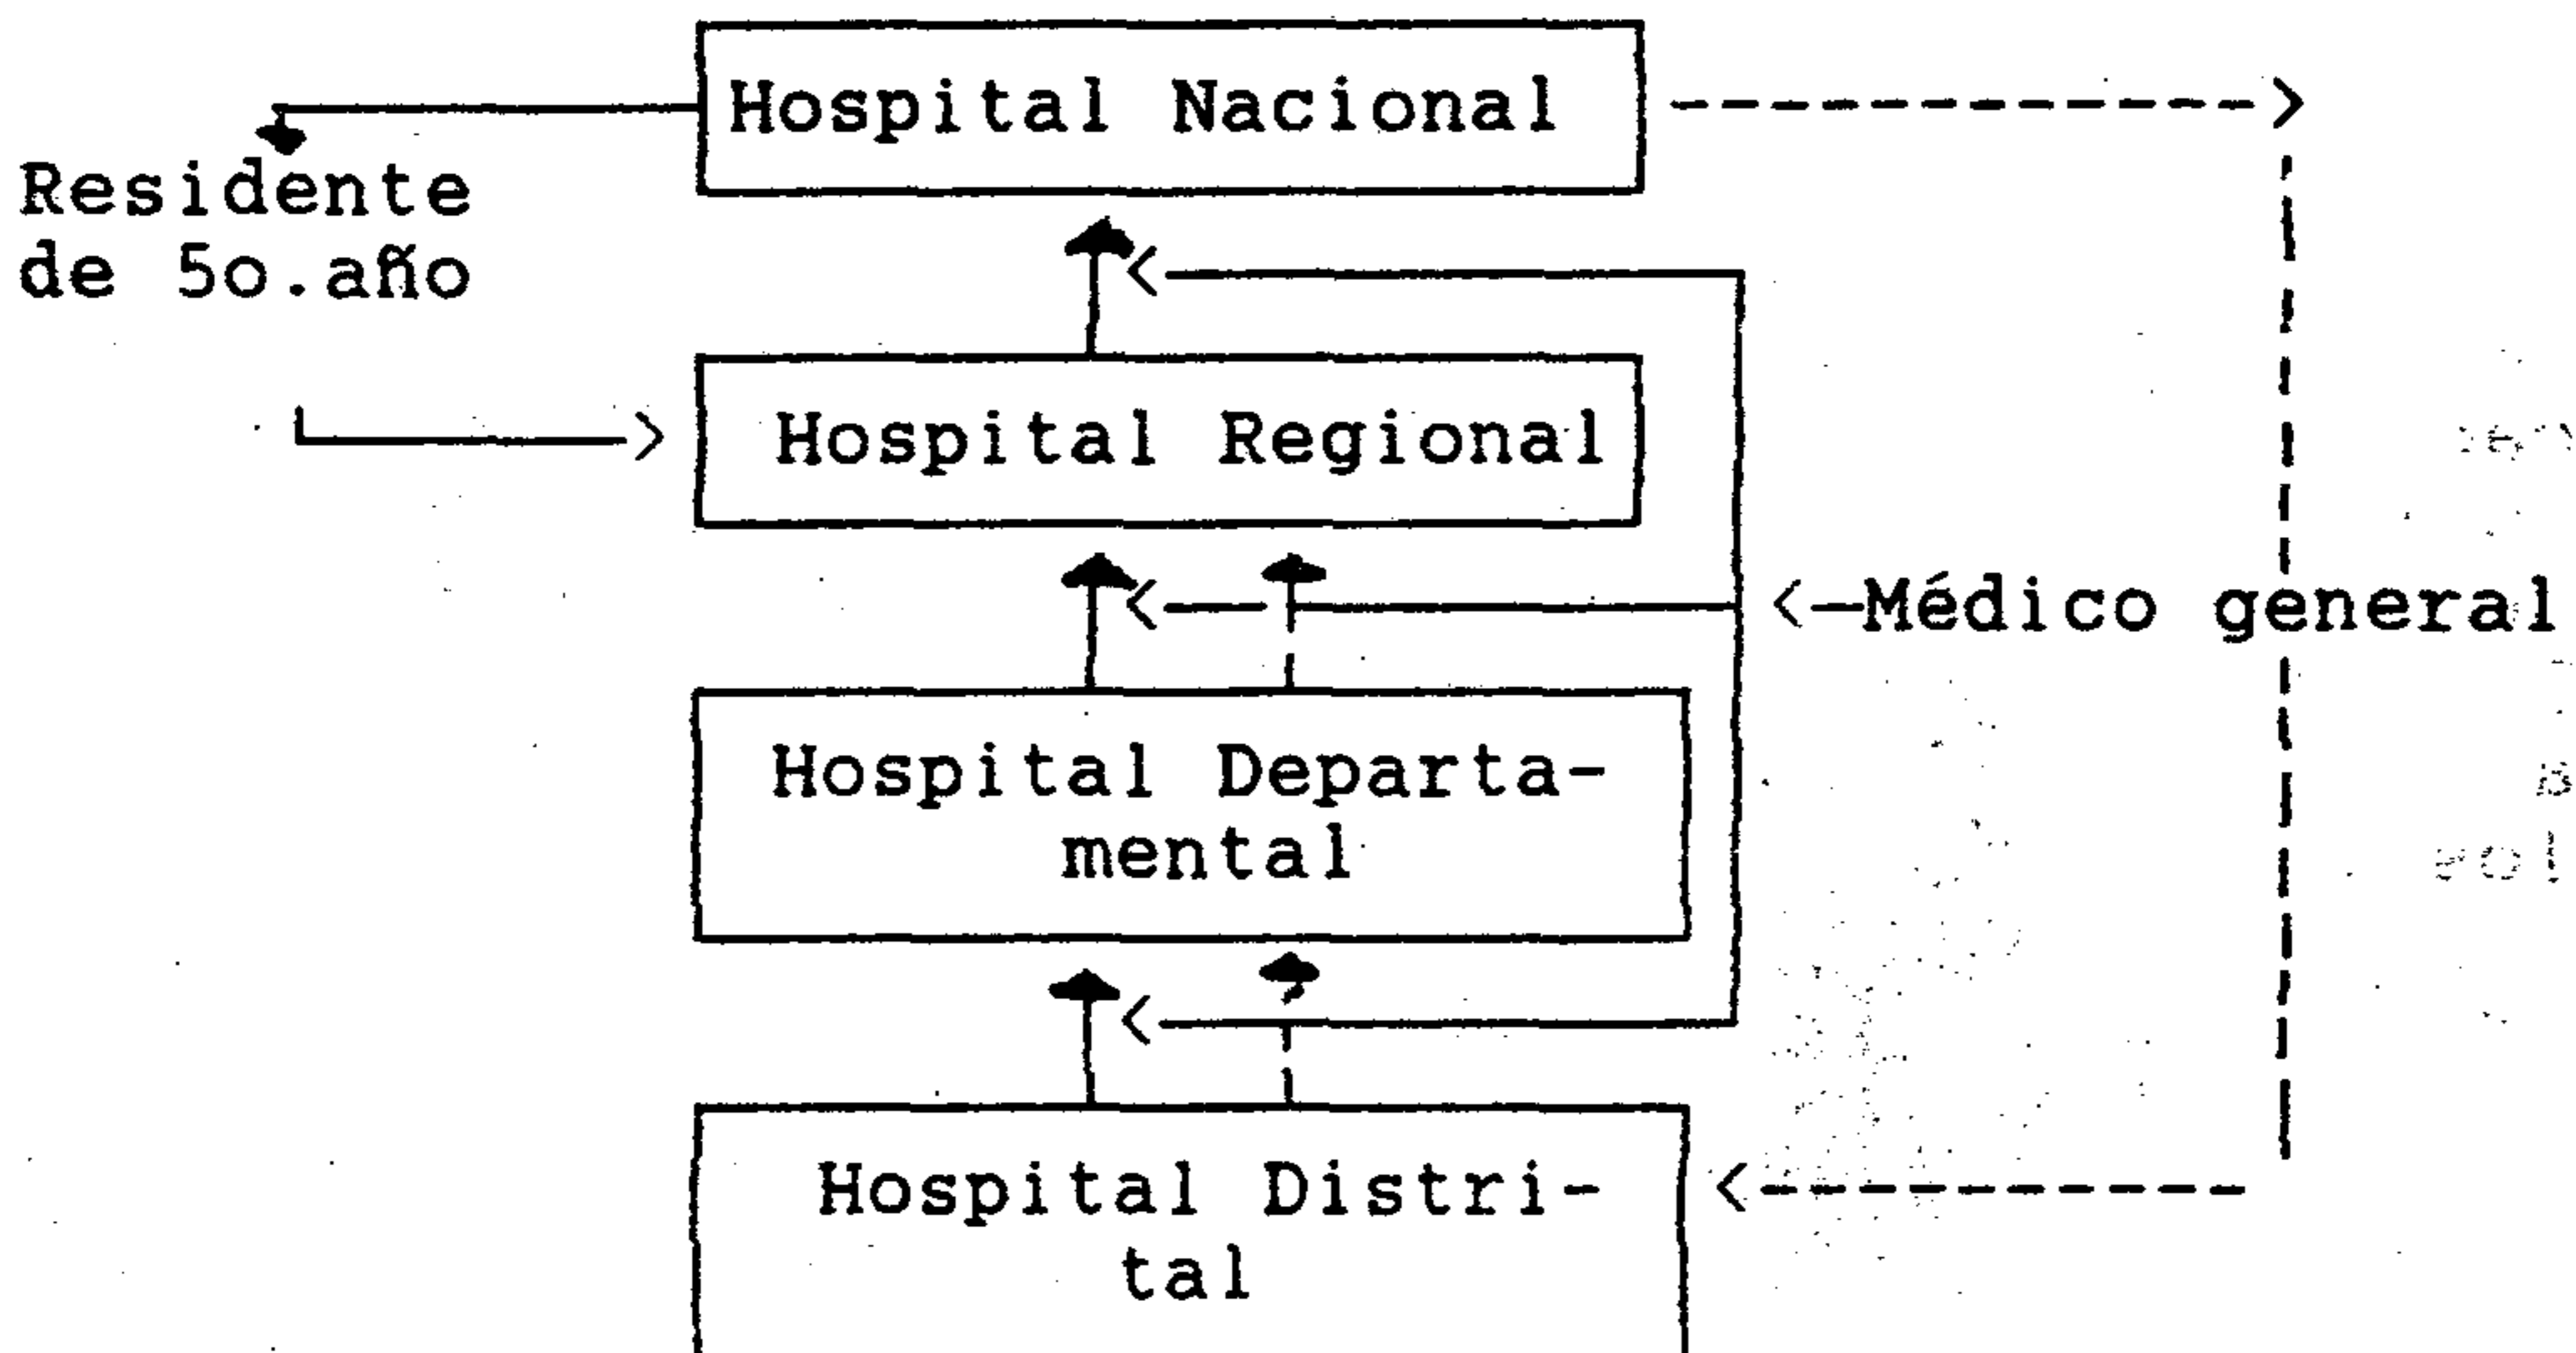 Hospital Nacional
Residente
de 5o.año
Hospital Regional
Médico general
Hospital Departa-
mental
Hospital Distri-
tal